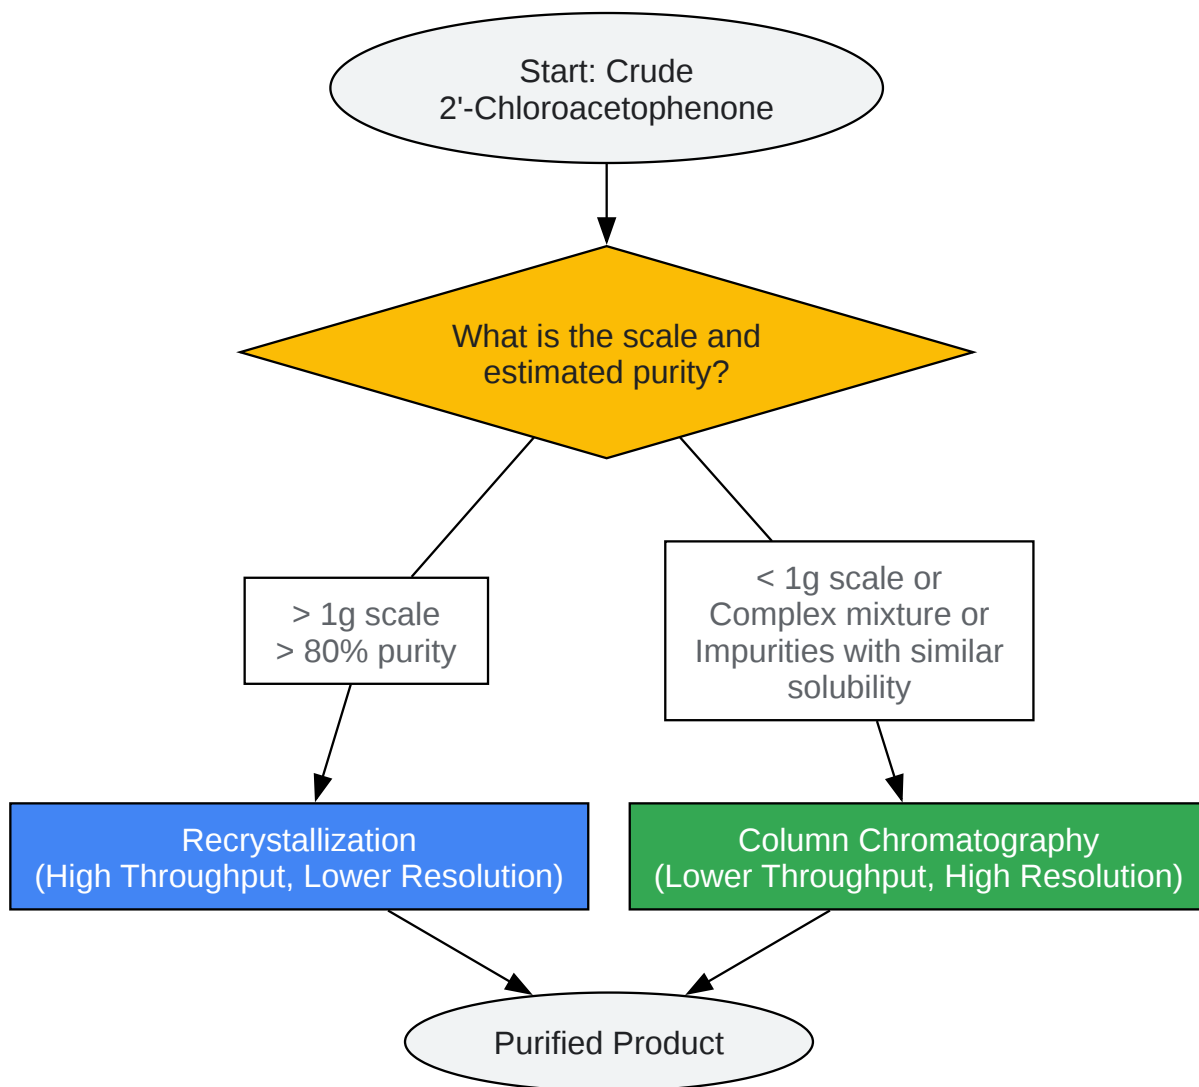 Start: Crude
2'-Chloroacetophenone
What is the scale and
estimated purity?
> 1g scale
> 80% purity
< 1g scale or
Complex mixture or
Impurities with similar
solubility
Recrystallization
(High Throughput, Lower Resolution)
Column Chromatography
(Lower Throughput, High Resolution)
Purified Product